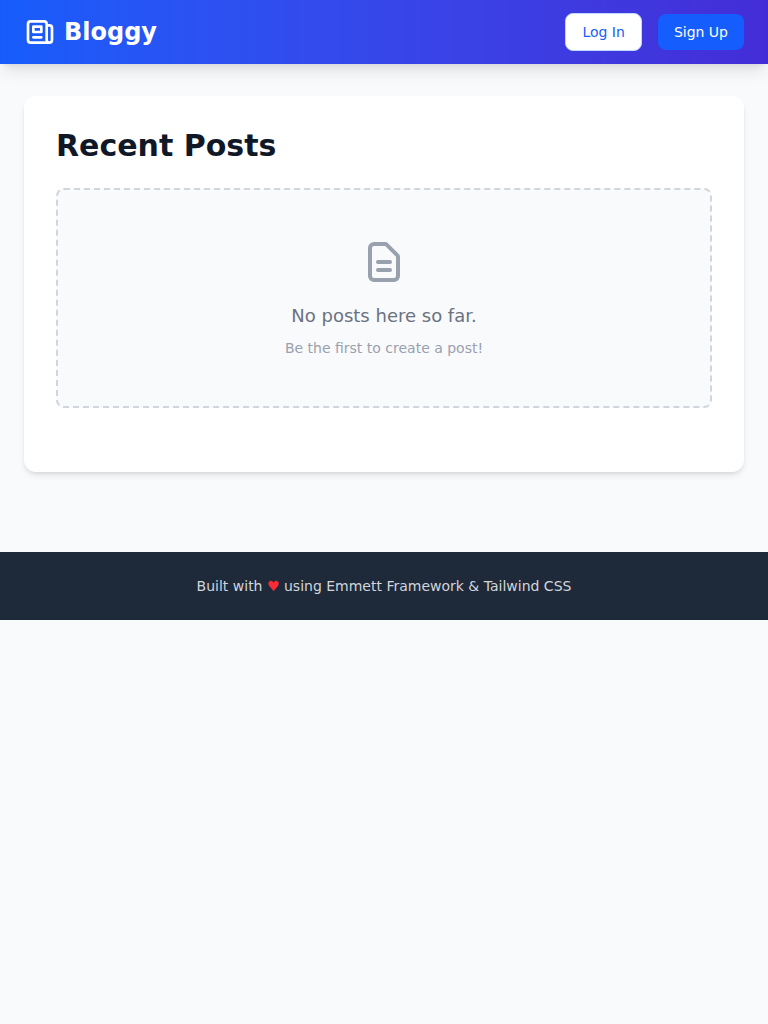 Bloggy
Log In
Sign Up
Recent Posts
No posts here so far.
Be the first to create a post!
Built with ♥ using Emmett Framework & Tailwind CSS